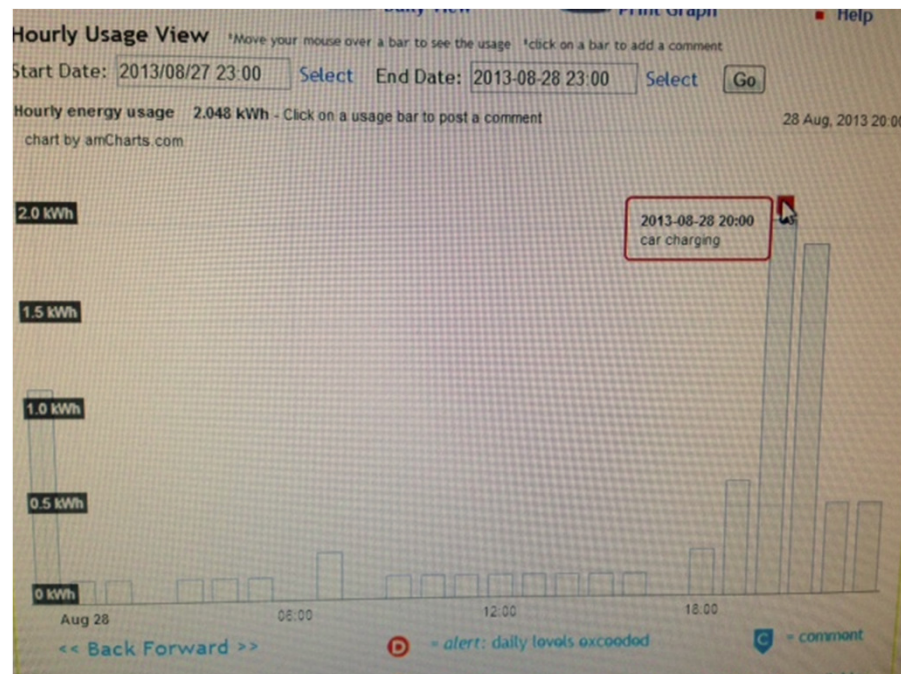 Daily View Print Graph Help
Hourly Usage View *Move your mouse over a bar to see the usage *click on a bar to add a comment
Start Date: 2013/08/27 23:00 Select End Date: 2013-08-28 23:00 Select Go
Hourly energy usage 2.048 kWh - Click on a usage bar to post a comment 28 Aug, 2013 20:00
chart by amCharts.com
2.0 kWh
2013-08-28 20:00
car charging
1.5 kWh
1.0 kWh
0.5 kWh
0 kWh
Aug 28 06:00 12:00 18:00
<< Back Forward >> D = alert: daily levels exceeded C = comment